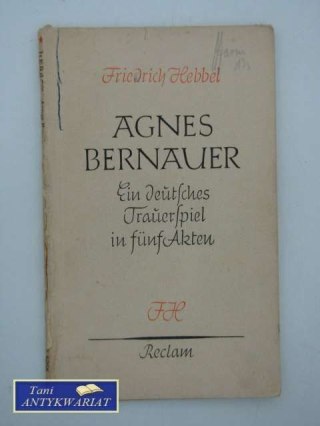 Friedrich Hebbel
AGNES
BERNAUER
Ein deutſches
Trauerſpiel
in fünf Akten
FH
Reclam
Tani
ANTYKWARIAT